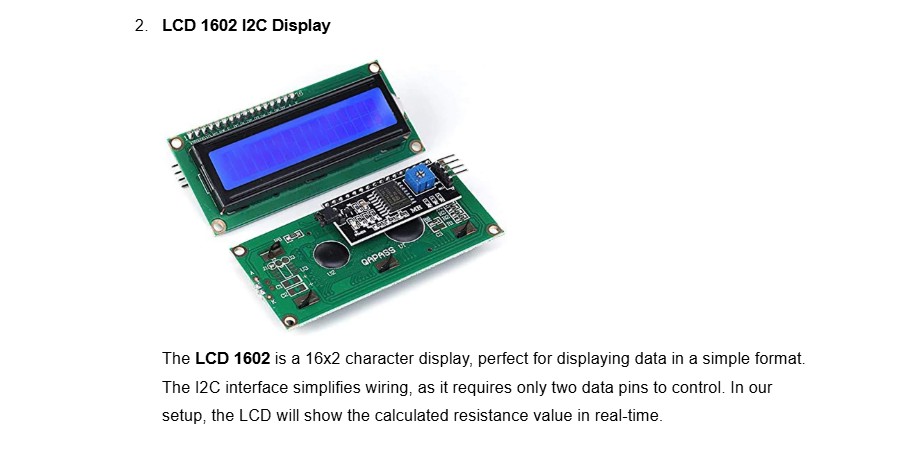 2. LCD 1602 I2C Display
QAPASS
The LCD 1602 is a 16x2 character display, perfect for displaying data in a simple format.
The I2C interface simplifies wiring, as it requires only two data pins to control. In our
setup, the LCD will show the calculated resistance value in real-time.